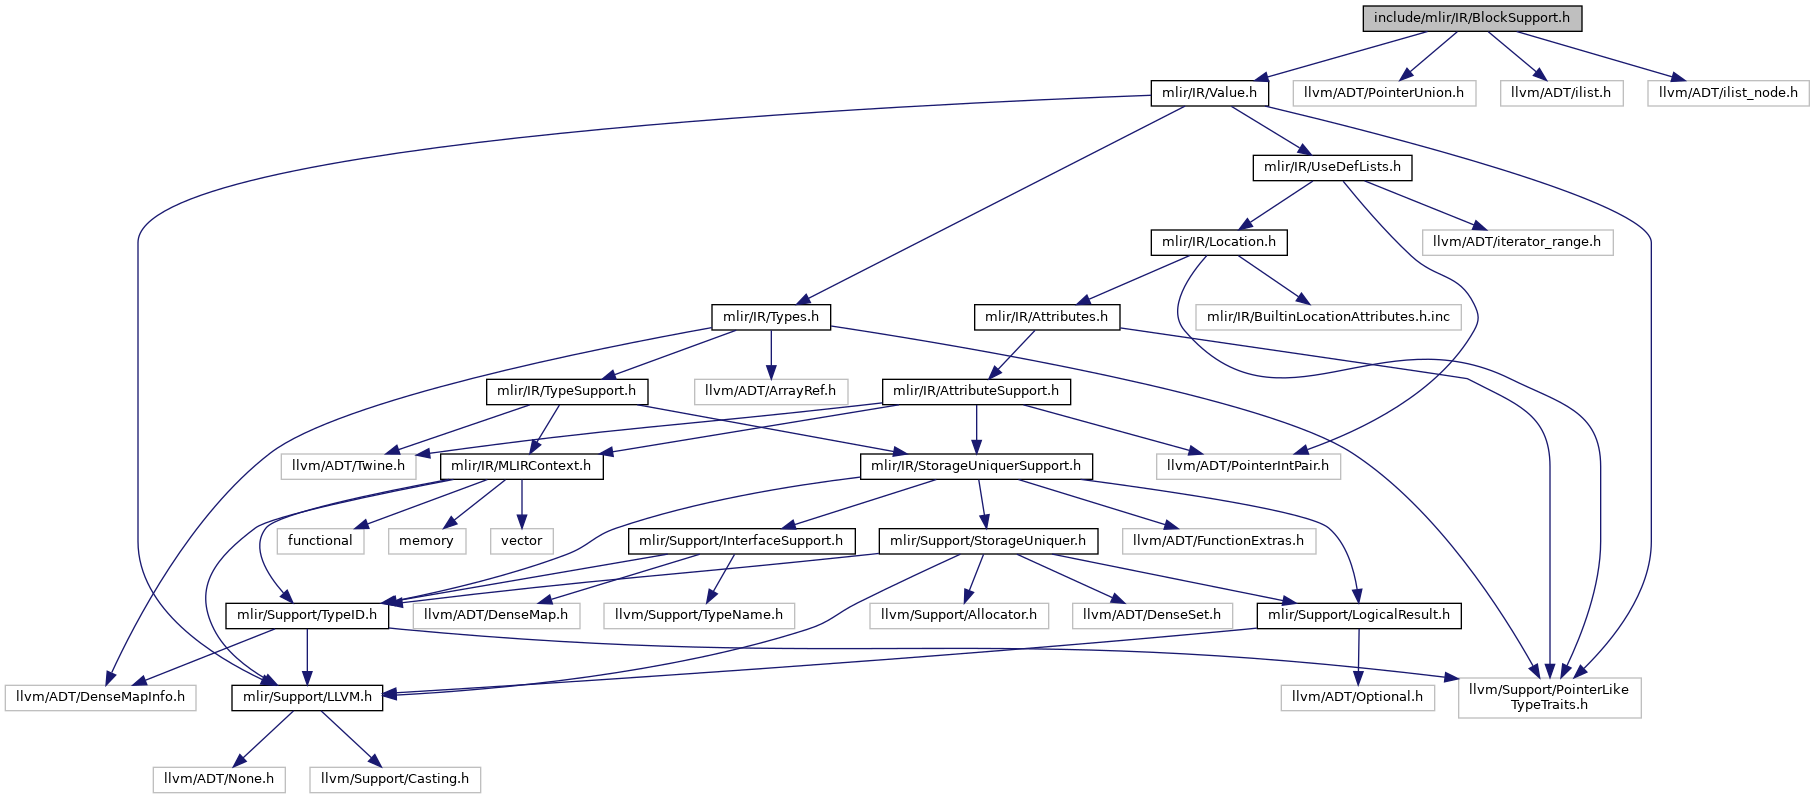 include/mlir/IR/BlockSupport.h
mlir/IR/Value.h
llvm/ADT/PointerUnion.h
llvm/ADT/ilist.h
llvm/ADT/ilist_node.h
mlir/IR/UseDefLists.h
mlir/IR/Location.h
llvm/ADT/iterator_range.h
mlir/IR/Types.h
mlir/IR/Attributes.h
mlir/IR/BuiltinLocationAttributes.h.inc
mlir/IR/TypeSupport.h
llvm/ADT/ArrayRef.h
mlir/IR/AttributeSupport.h
llvm/ADT/Twine.h
mlir/IR/MLIRContext.h
mlir/IR/StorageUniquerSupport.h
llvm/ADT/PointerIntPair.h
functional
memory
vector
mlir/Support/InterfaceSupport.h
mlir/Support/StorageUniquer.h
llvm/ADT/FunctionExtras.h
mlir/Support/TypeID.h
llvm/ADT/DenseMap.h
llvm/Support/TypeName.h
llvm/Support/Allocator.h
llvm/ADT/DenseSet.h
mlir/Support/LogicalResult.h
llvm/ADT/DenseMapInfo.h
mlir/Support/LLVM.h
llvm/ADT/Optional.h
llvm/Support/PointerLike
TypeTraits.h
llvm/ADT/None.h
llvm/Support/Casting.h